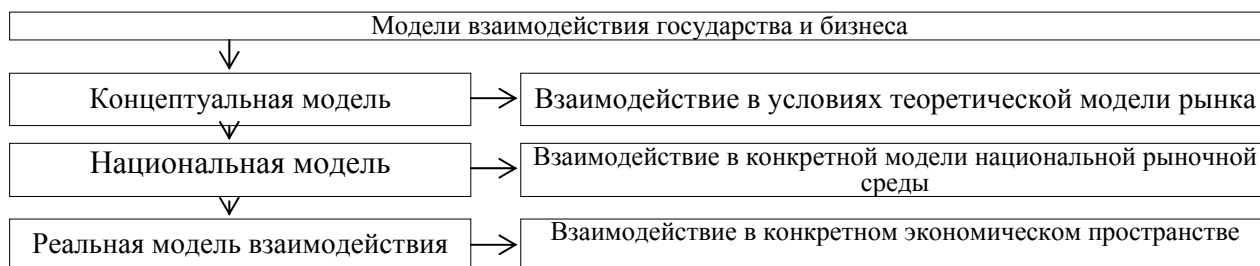 Модели взаимодействия государства и бизнеса
Концептуальная модель
Взаимодействие в условиях теоретической модели рынка
Национальная модель
Взаимодействие в конкретной модели национальной рыночной
среды
Реальная модель взаимодействия
Взаимодействие в конкретном экономическом пространстве